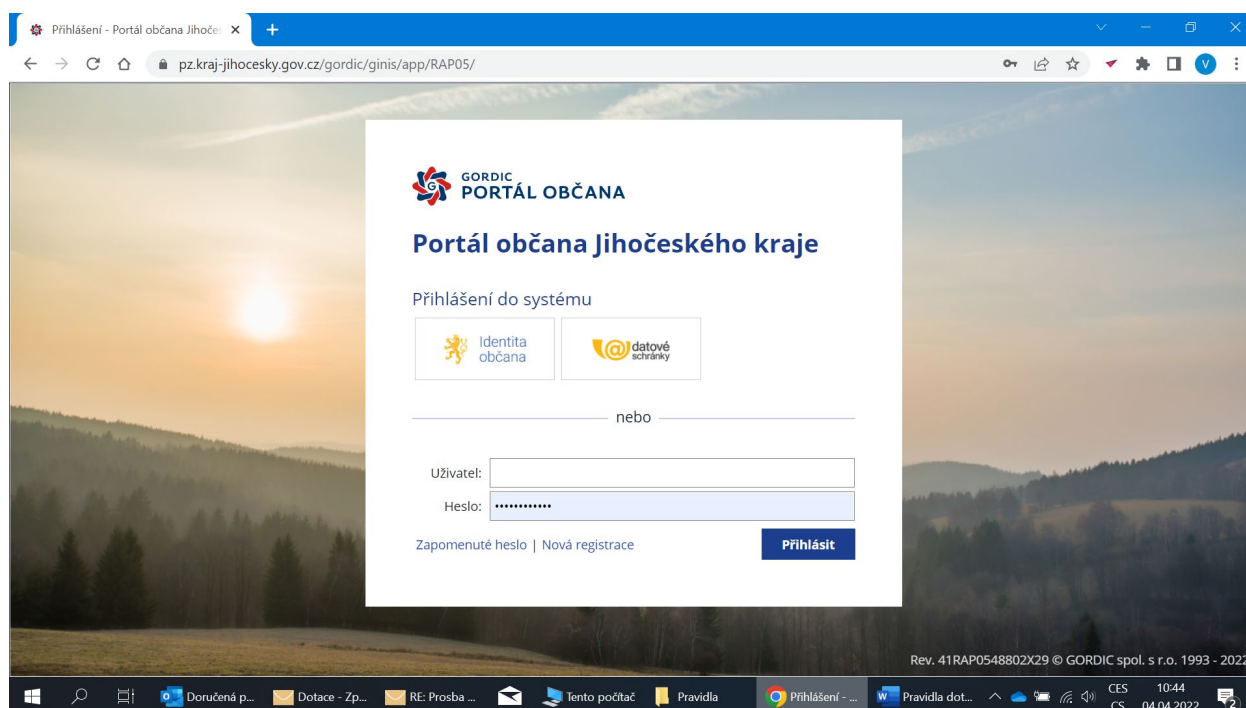 Přihlášení - Portál občana Jihoče
pz.kraj-jihocesky.gov.cz/gordic/ginis/app/RAP05/
V
G
GORDIC
PORTÁL OBČANA
Portál občana Jihočeského kraje
Přihlášení do systému
Identita
občana
@ datové
schránky
nebo
Uživatel:
Heslo: ••••••••••••
Zapomenuté heslo | Nová registrace
Přihlásit
Rev. 41RAP0548802X29 © GORDIC spol. s r.o. 1993 - 2022
Doručená p... Dotace - Zp... RE: Prosba ... Tento počítač Pravidla Přihlášení - ... Pravidla dot... CES 10:44
CS 04.04.2022 2